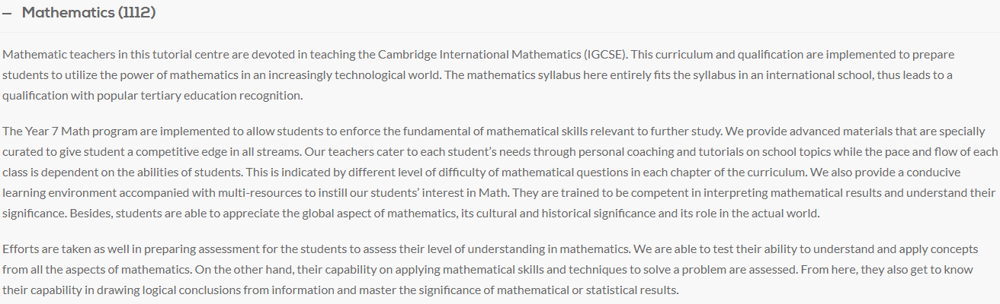 – Mathematics (1112)
Mathematic teachers in this tutorial centre are devoted in teaching the Cambridge International Mathematics (IGCSE). This curriculum and qualification are implemented to prepare
students to utilize the power of mathematics in an increasingly technological world. The mathematics syllabus here entirely fits the syllabus in an international school, thus leads to a
qualification with popular tertiary education recognition.
The Year 7 Math program are implemented to allow students to enforce the fundamental of mathematical skills relevant to further study. We provide advanced materials that are specially
curated to give student a competitive edge in all streams. Our teachers cater to each student’s needs through personal coaching and tutorials on school topics while the pace and flow of each
class is dependent on the abilities of students. This is indicated by different level of difficulty of mathematical questions in each chapter of the curriculum. We also provide a conducive
learning environment accompanied with multi-resources to instill our students’ interest in Math. They are trained to be competent in interpreting mathematical results and understand their
significance. Besides, students are able to appreciate the global aspect of mathematics, its cultural and historical significance and its role in the actual world.
Efforts are taken as well in preparing assessment for the students to assess their level of understanding in mathematics. We are able to test their ability to understand and apply concepts
from all the aspects of mathematics. On the other hand, their capability on applying mathematical skills and techniques to solve a problem are assessed. From here, they also get to know
their capability in drawing logical conclusions from information and master the significance of mathematical or statistical results.